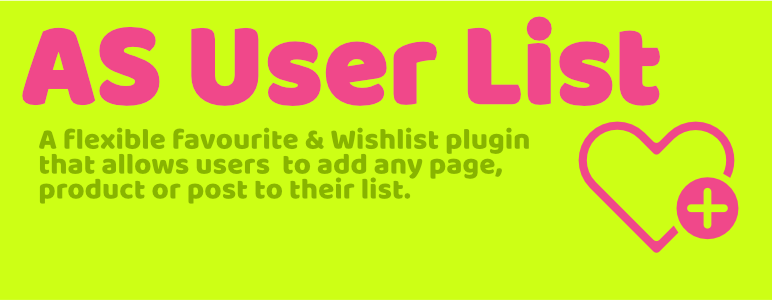 AS User List
A flexible favourite & Wishlist plugin
that allows users  to add any page,
product or post to their list.